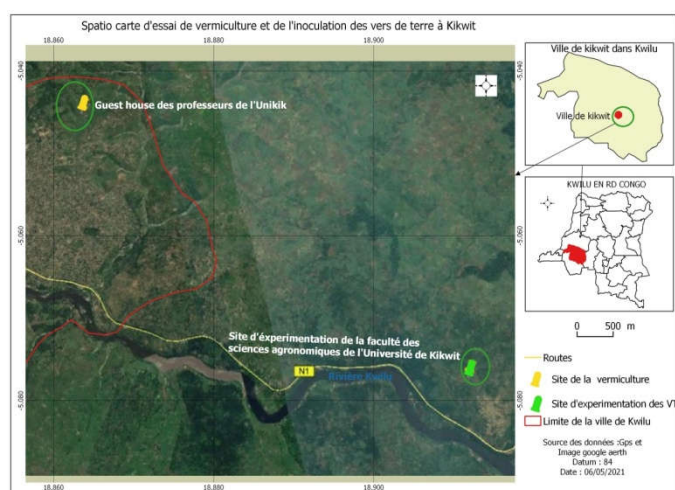 Spatio carte d'essai de vermiculture et de l'inoculation des vers de terre à Kikwit
18.860 18.880 18.900
-5.040 -5.040
Guest house des professeurs de l'Unikik
-5.060 -5.060
Site d'éxperimentation de la faculté des
sciences agronomiques de l'Université de Kikwit
N1
Rivière Kwilu
-5.080 -5.080
18.860 18.880 18.900
Ville de kikwit dans Kwilu
Ville de kikwit
KWILU EN RD CONGO
0 500 m
Routes
Site de la vermiculture
Site d'experimentation des VT
Limite de la ville de Kwilu
Source des données :Gps et
Image google aerth
Datum : 84
Date : 06/05/2021